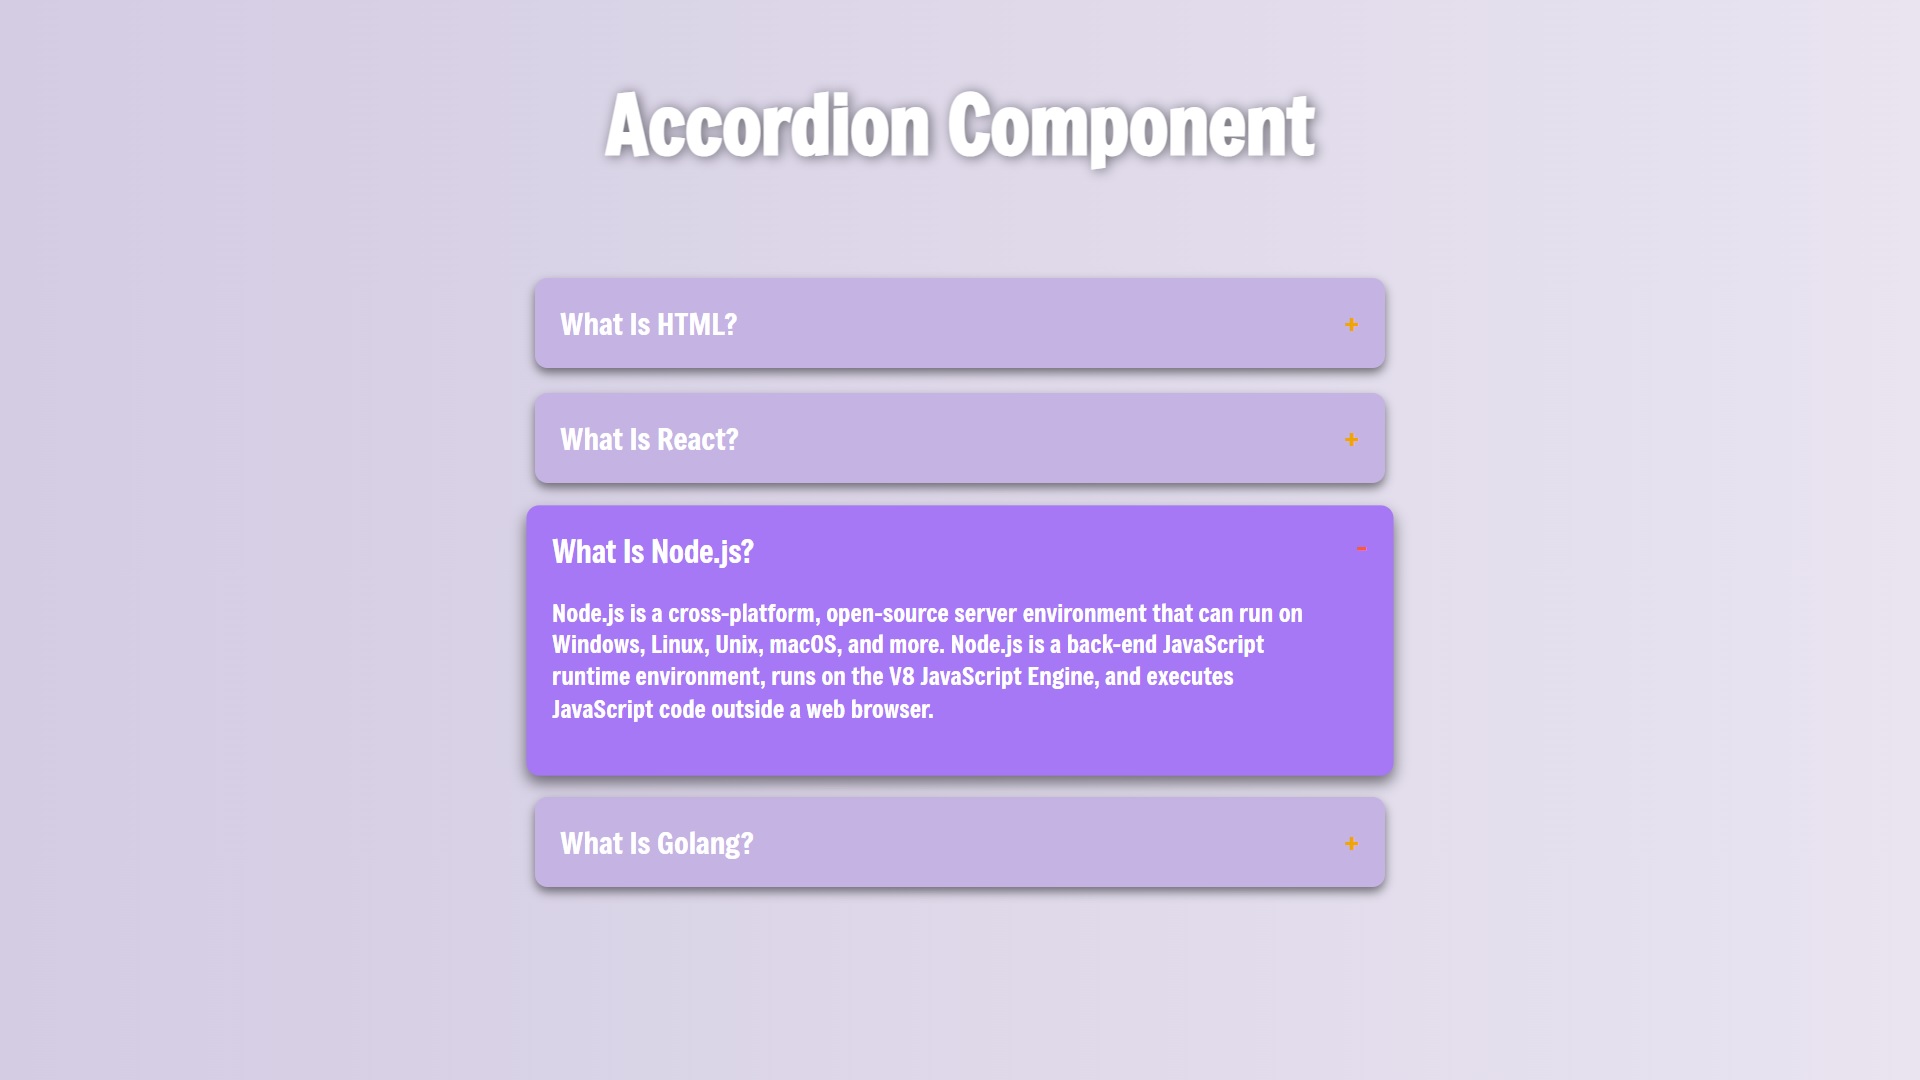 Accordion Component
What Is HTML? +
What Is React? +
What Is Node.js? -
Node.js is a cross-platform, open-source server environment that can run on
Windows, Linux, Unix, macOS, and more. Node.js is a back-end JavaScript
runtime environment, runs on the V8 JavaScript Engine, and executes
JavaScript code outside a web browser.
What Is Golang? +